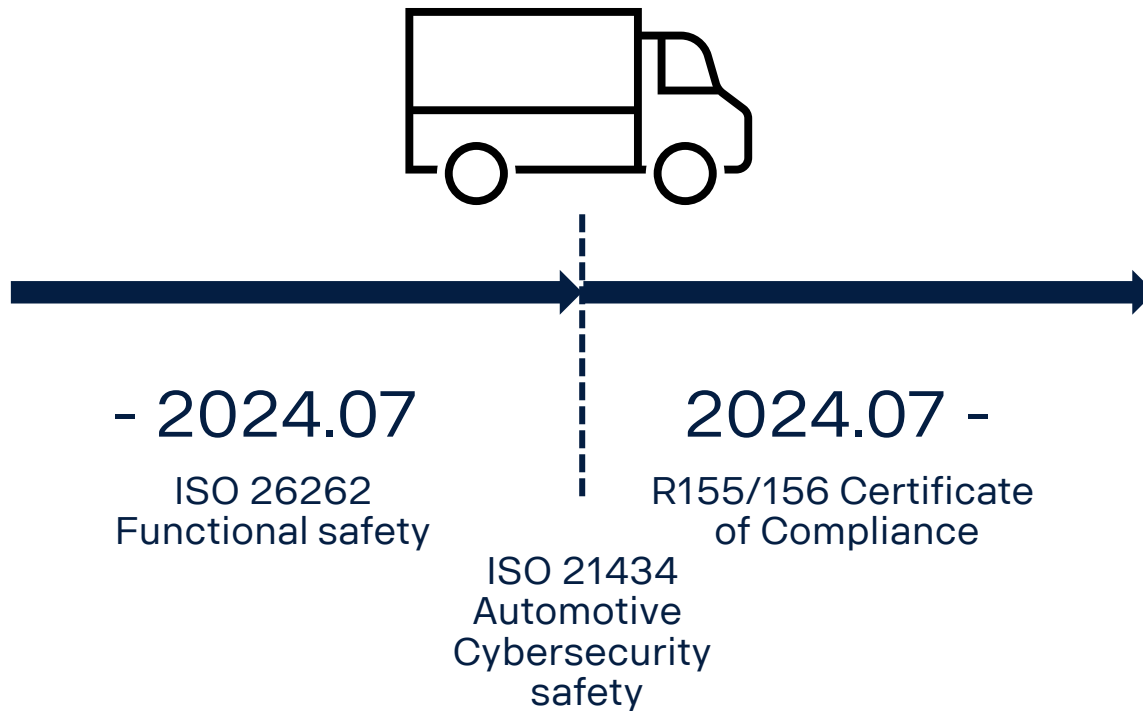 - 2024.07
ISO 26262
Functional safety
2024.07 -
R155/156 Certificate
of Compliance
ISO 21434
Automotive
Cybersecurity
safety